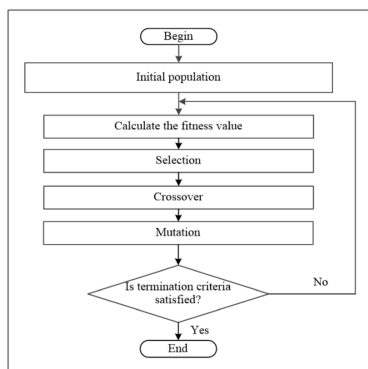 Begin
Initial population
Calculate the fitness value
Selection
Crossover
Mutation
Is termination criteria
satisfied?
No
Yes
End